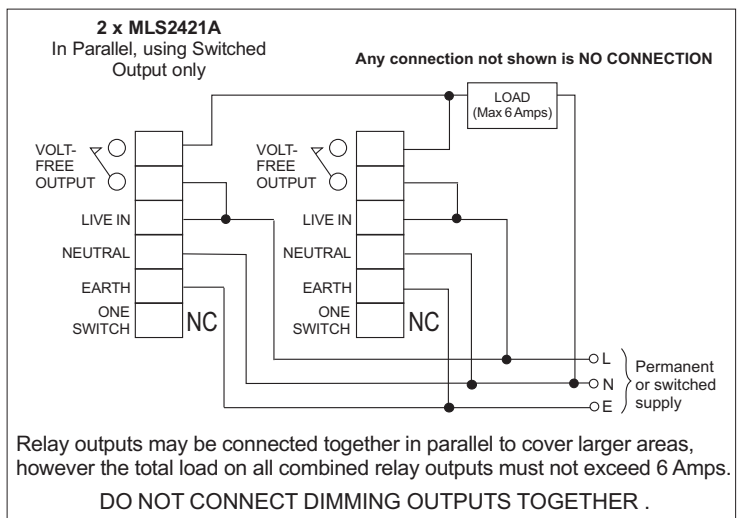 2 x MLS2421A
In Parallel, using Switched
Output only
Any connection not shown is NO CONNECTION
LOAD
(Max 6 Amps)
VOLT-
FREE
OUTPUT
LIVE IN
NEUTRAL
EARTH
ONE
SWITCH
NC
VOLT-
FREE
OUTPUT
LIVE IN
NEUTRAL
EARTH
ONE
SWITCH
NC
L
N
E
Permanent
or switched
supply
Relay outputs may be connected together in parallel to cover larger areas,
however the total load on all combined relay outputs must not exceed 6 Amps.
DO NOT CONNECT DIMMING OUTPUTS TOGETHER .